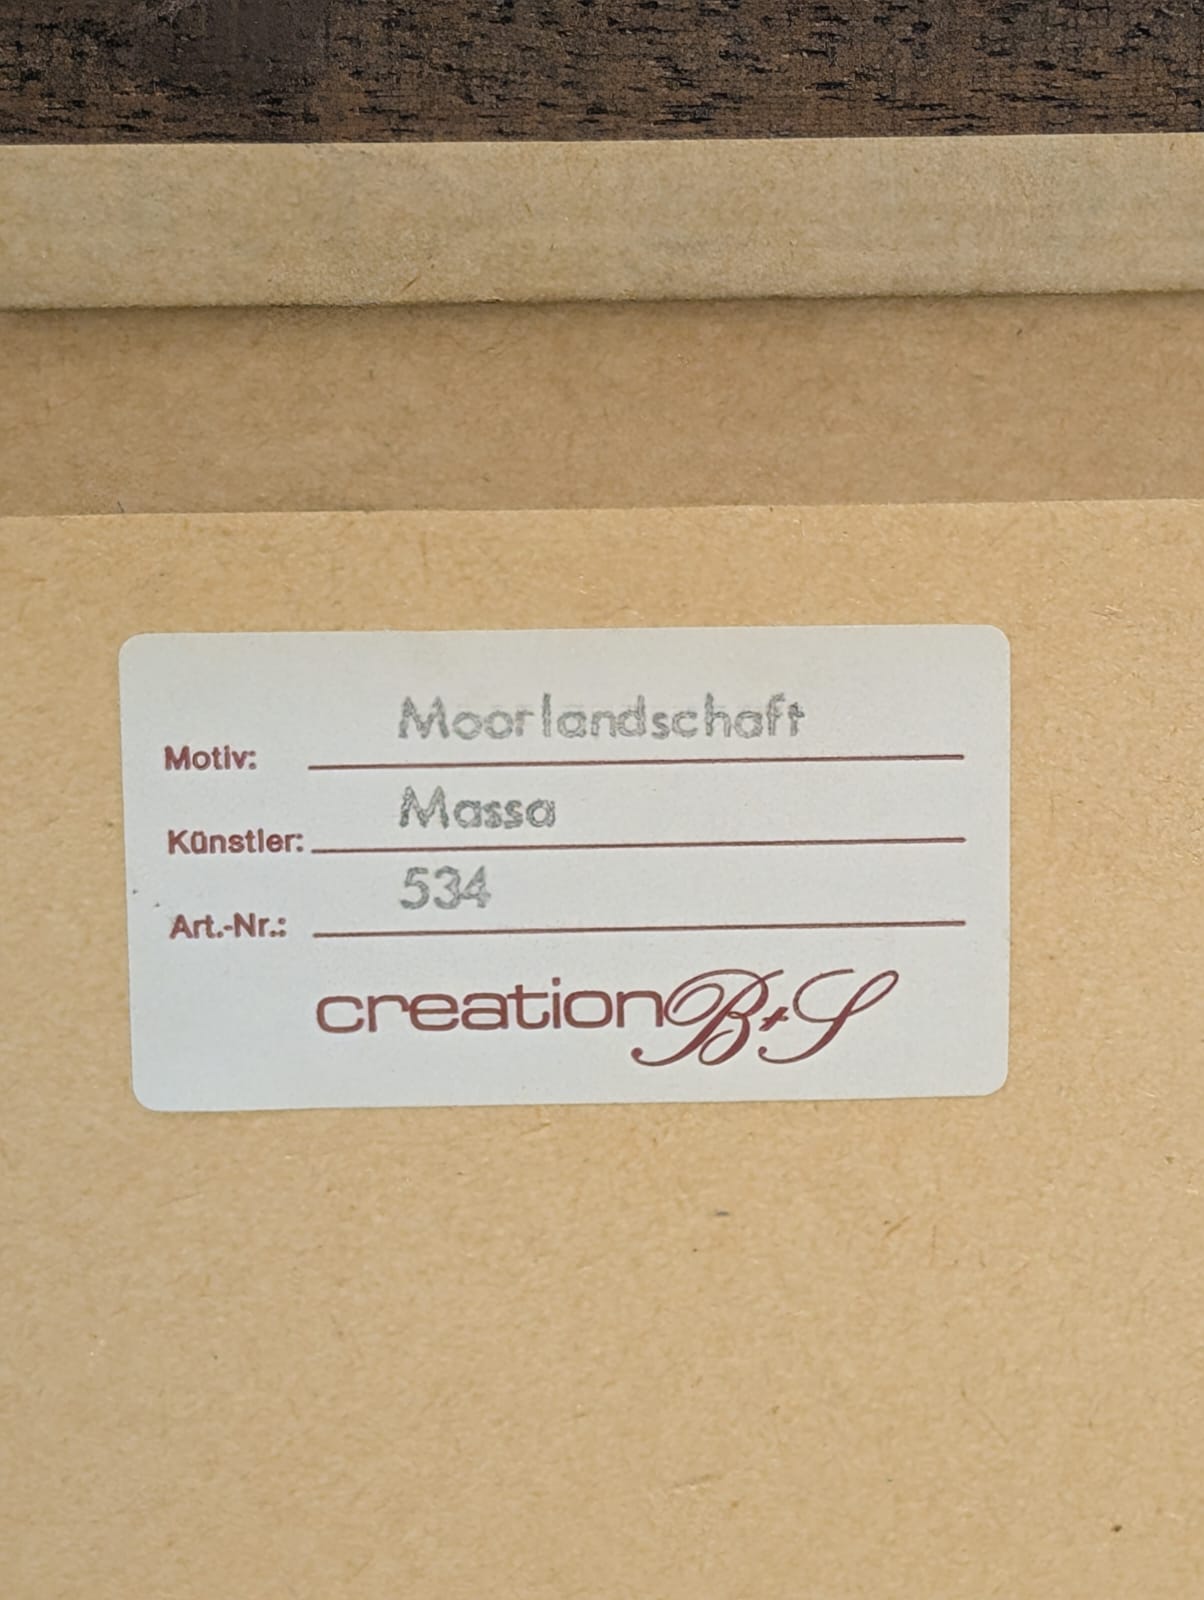 Motiv: Moorlandschaft
Künstler: Massa
Art.-Nr.: 534
creation B+S